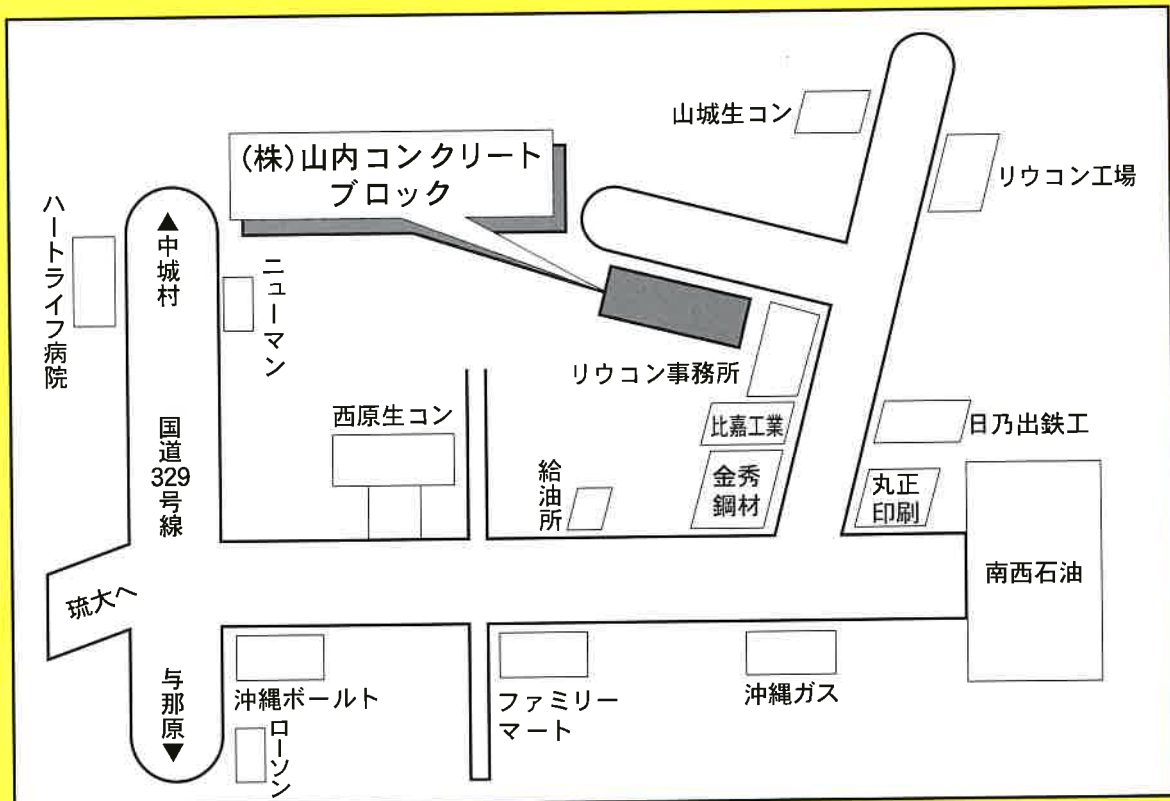 山城生コン
リウコン工場
(株)山内コンクリート
ブロック
ハートライフ病院
▲中城村
ニューマン
国道329号線
西原生コン
リウコン事務所
比嘉工業
日乃出鉄工
給油所
金秀
鋼材
丸正
印刷
南西石油
琉大へ
与那原▼
沖縄ボールト
ローソン
ファミリー
マート
沖縄ガス